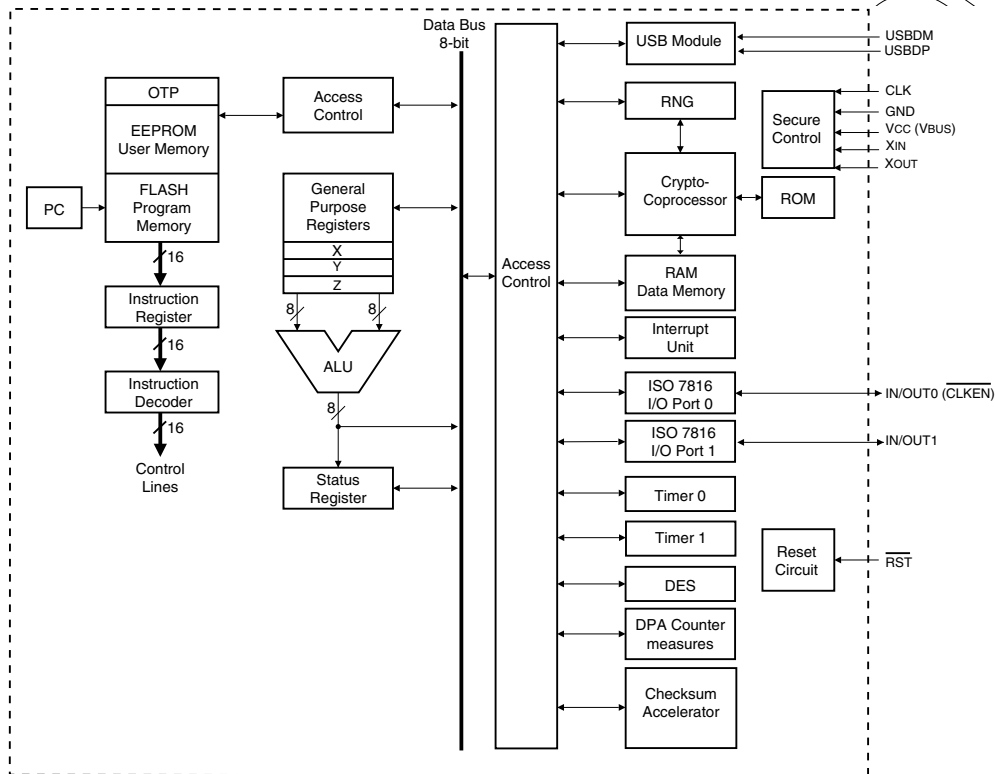 Data Bus
8-bit
USB Module
USBDM
USBDP
OTP
EEPROM
User Memory
FLASH
Program
Memory
PC
16
Instruction
Register
16
Instruction
Decoder
16
Control
Lines
Access
Control
General
Purpose
Registers
X
Y
Z
8
8
ALU
8
Status
Register
Access
Control
RNG
Crypto-
Coprocessor
ROM
RAM
Data Memory
Interrupt
Unit
ISO 7816
I/O Port 0
ISO 7816
I/O Port 1
Timer 0
Timer 1
DES
DPA Counter
measures
Checksum
Accelerator
Secure
Control
CLK
GND
VCC (VBUS)
XIN
XOUT
IN/OUT0 (CLKEN)
IN/OUT1
Reset
Circuit
RST